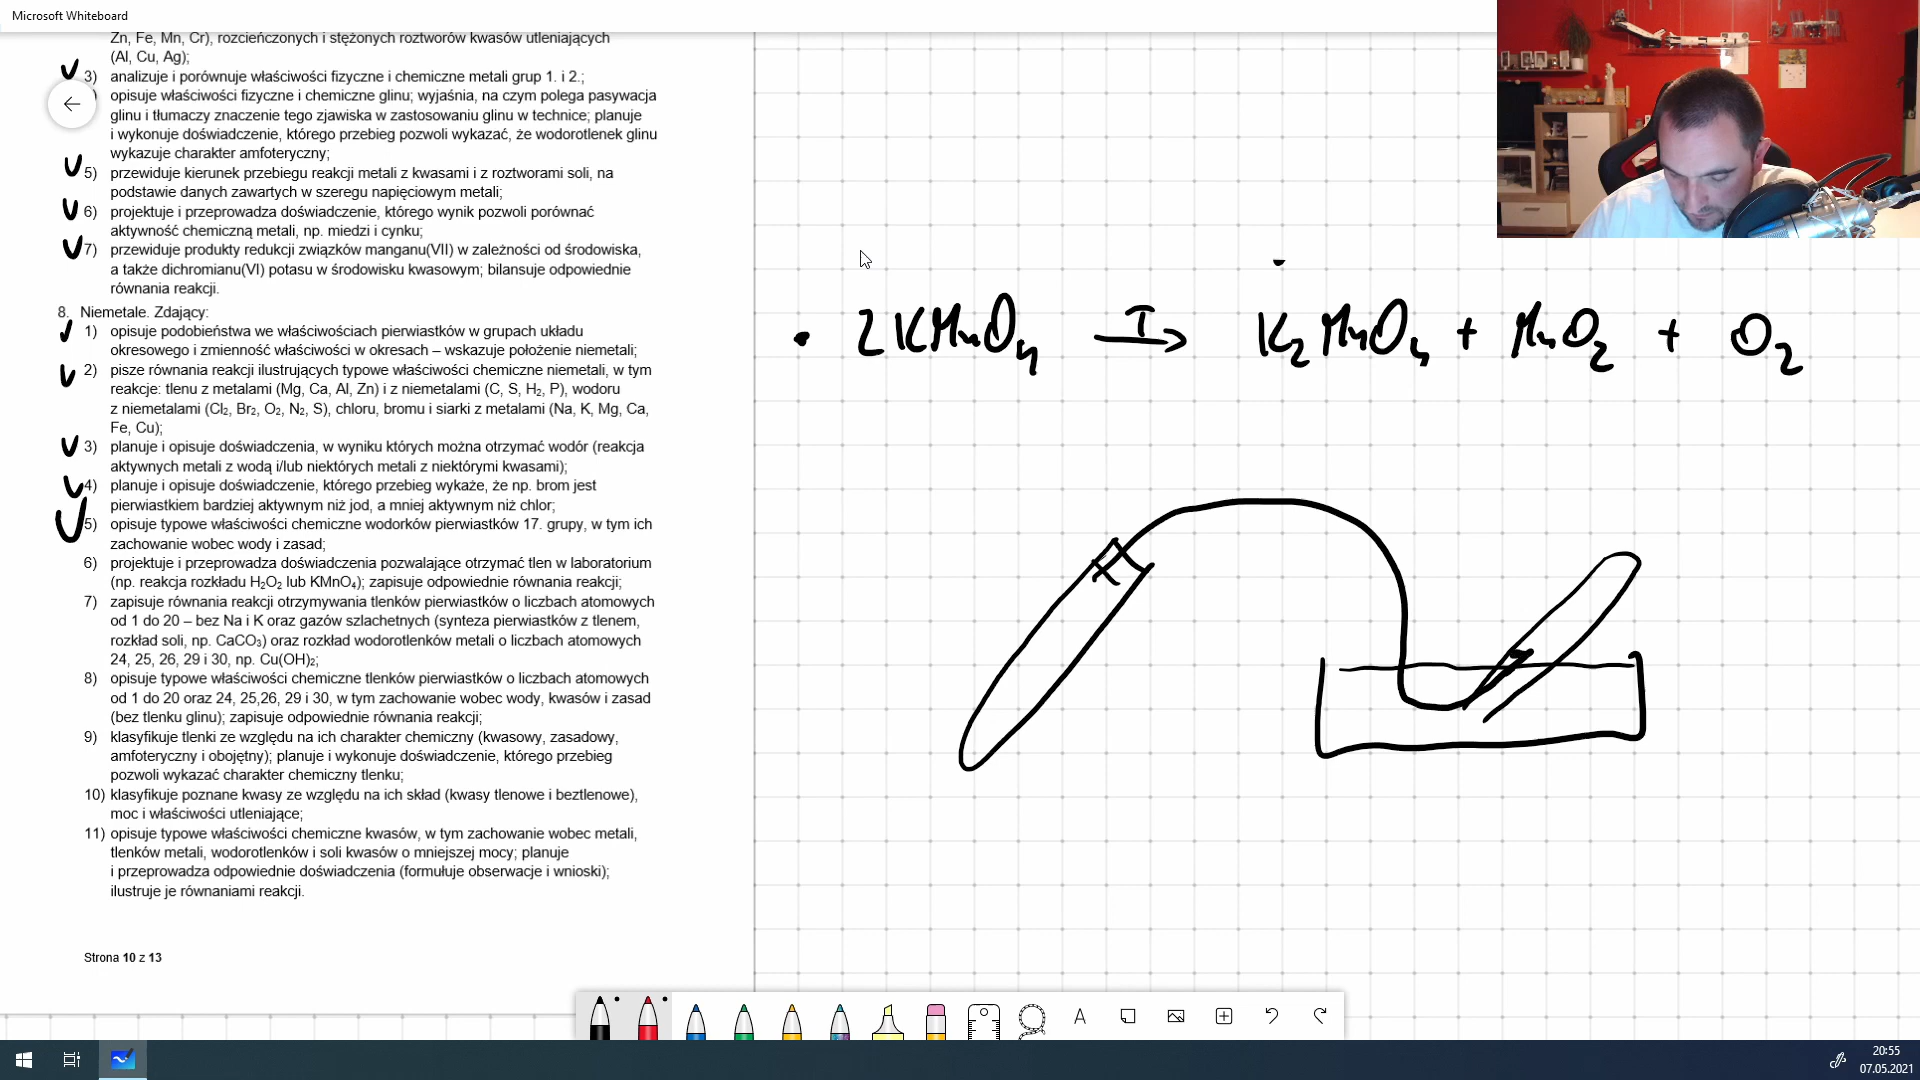 Microsoft Whiteboard
Zn, Fe, Mn, Cr), rozcieńczonych i stężonych roztworów kwasów utleniających
(Al, Cu, Ag);
3) analizuje i porównuje właściwości fizyczne i chemiczne metali grup 1. i 2.;
opisuje właściwości fizyczne i chemiczne glinu; wyjaśnia, na czym polega pasywacja
glinu i tłumaczy znaczenie tego zjawiska w zastosowaniu glinu w technice; planuje
i wykonuje doświadczenie, którego przebieg pozwoli wykazać, że wodorotlenek glinu
wykazuje charakter amfoteryczny;
5) przewiduje kierunek przebiegu reakcji metali z kwasami i z roztworami soli, na
podstawie danych zawartych w szeregu napięciowym metali;
6) projektuje i przeprowadza doświadczenie, którego wynik pozwoli porównać
aktywność chemiczną metali, np. miedzi i cynku;
7) przewiduje produkty redukcji związków manganu(VII) w zależności od środowiska,
a także dichromianu(VI) potasu w środowisku kwasowym; bilansuje odpowiednie
równania reakcji.
8. Niemetale. Zdający:
1) opisuje podobieństwa we właściwościach pierwiastków w grupach układu
okresowego i zmienność właściwości w okresach – wskazuje położenie niemetali;
2) pisze równania reakcji ilustrujących typowe właściwości chemiczne niemetali, w tym
reakcje: tlenu z metalami (Mg, Ca, Al, Zn) i z niemetalami (C, S, H₂, P), wodoru
z niemetalami (Cl₂, Br₂, O₂, N₂, S), chloru, bromu i siarki z metalami (Na, K, Mg, Ca,
Fe, Cu);
3) planuje i opisuje doświadczenia, w wyniku których można otrzymać wodór (reakcja
aktywnych metali z wodą i/lub niektórych metali z niektórymi kwasami);
4) planuje i opisuje doświadczenie, którego przebieg wykaże, że np. brom jest
pierwiastkiem bardziej aktywnym niż jod, a mniej aktywnym niż chlor;
5) opisuje typowe właściwości chemiczne wodorków pierwiastków 17. grupy, w tym ich
zachowanie wobec wody i zasad;
6) projektuje i przeprowadza doświadczenia pozwalające otrzymać tlen w laboratorium
(np. reakcja rozkładu H₂O₂ lub KMnO₄); zapisuje odpowiednie równania reakcji;
7) zapisuje równania reakcji otrzymywania tlenków pierwiastków o liczbach atomowych
od 1 do 20 – bez Na i K oraz gazów szlachetnych (synteza pierwiastków z tlenem,
rozkład soli, np. CaCO₃) oraz rozkład wodorotlenków metali o liczbach atomowych
24, 25, 26, 29 i 30, np. Cu(OH)₂;
8) opisuje typowe właściwości chemiczne tlenków pierwiastków o liczbach atomowych
od 1 do 20 oraz 24, 25,26, 29 i 30, w tym zachowanie wobec wody, kwasów i zasad
(bez tlenku glinu); zapisuje odpowiednie równania reakcji;
9) klasyfikuje tlenki ze względu na ich charakter chemiczny (kwasowy, zasadowy,
amfoteryczny i obojętny); planuje i wykonuje doświadczenie, którego przebieg
pozwoli wykazać charakter chemiczny tlenku;
10) klasyfikuje poznane kwasy ze względu na ich skład (kwasy tlenowe i beztlenowe),
moc i właściwości utleniające;
11) opisuje typowe właściwości chemiczne kwasów, w tym zachowanie wobec metali,
tlenków metali, wodorotlenków i soli kwasów o mniejszej mocy; planuje
i przeprowadza odpowiednie doświadczenia (formułuje obserwacje i wnioski);
ilustruje je równaniami reakcji.
Strona 10 z 13
• 2KMnO₄ —T→ K₂MnO₄ + MnO₂ + O₂
20:55
07.05.2021